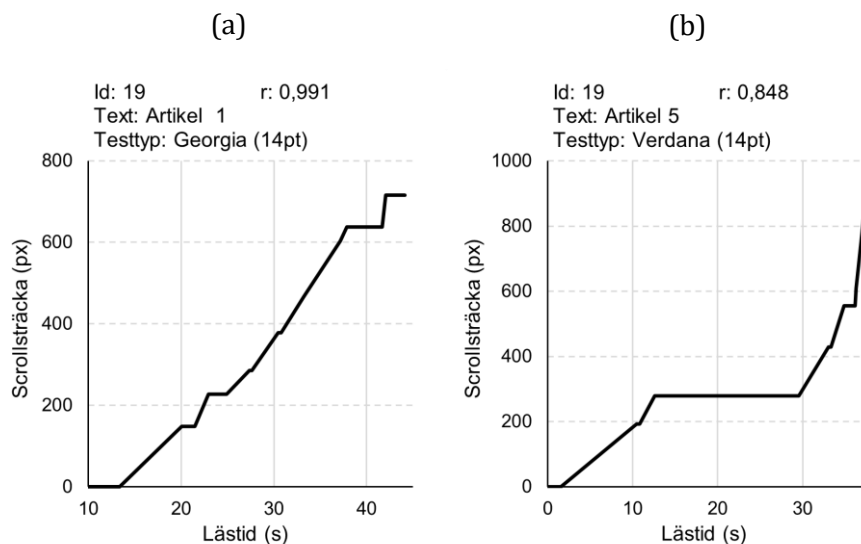 (a)
Id: 19 r: 0,991
Text: Artikel 1
Testtyp: Georgia (14pt)
800
600
400
200
0
10 20 30 40
Scrollsträcka (px)
Lästid (s)
(b)
Id: 19 r: 0,848
Text: Artikel 5
Testtyp: Verdana (14pt)
1000
800
600
400
200
0
0 10 20 30
Scrollsträcka (px)
Lästid (s)